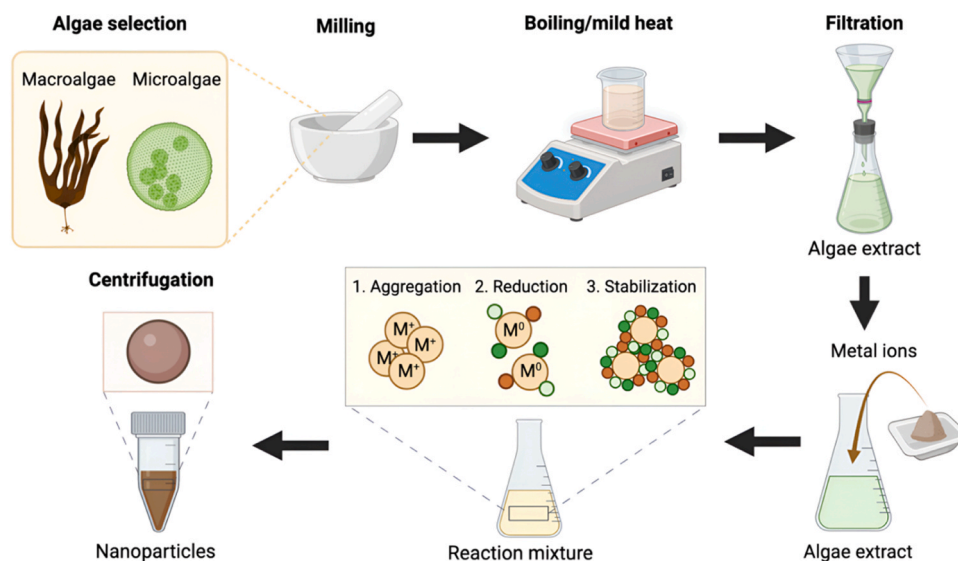 Algae selection
Milling
Boiling/mild heat
Filtration
Macroalgae
Microalgae
Algae extract
Centrifugation
1. Aggregation
2. Reduction
3. Stabilization
M⁺
M⁺
M⁺
M⁺
M⁰
M⁰
Metal ions
Nanoparticles
Reaction mixture
Algae extract